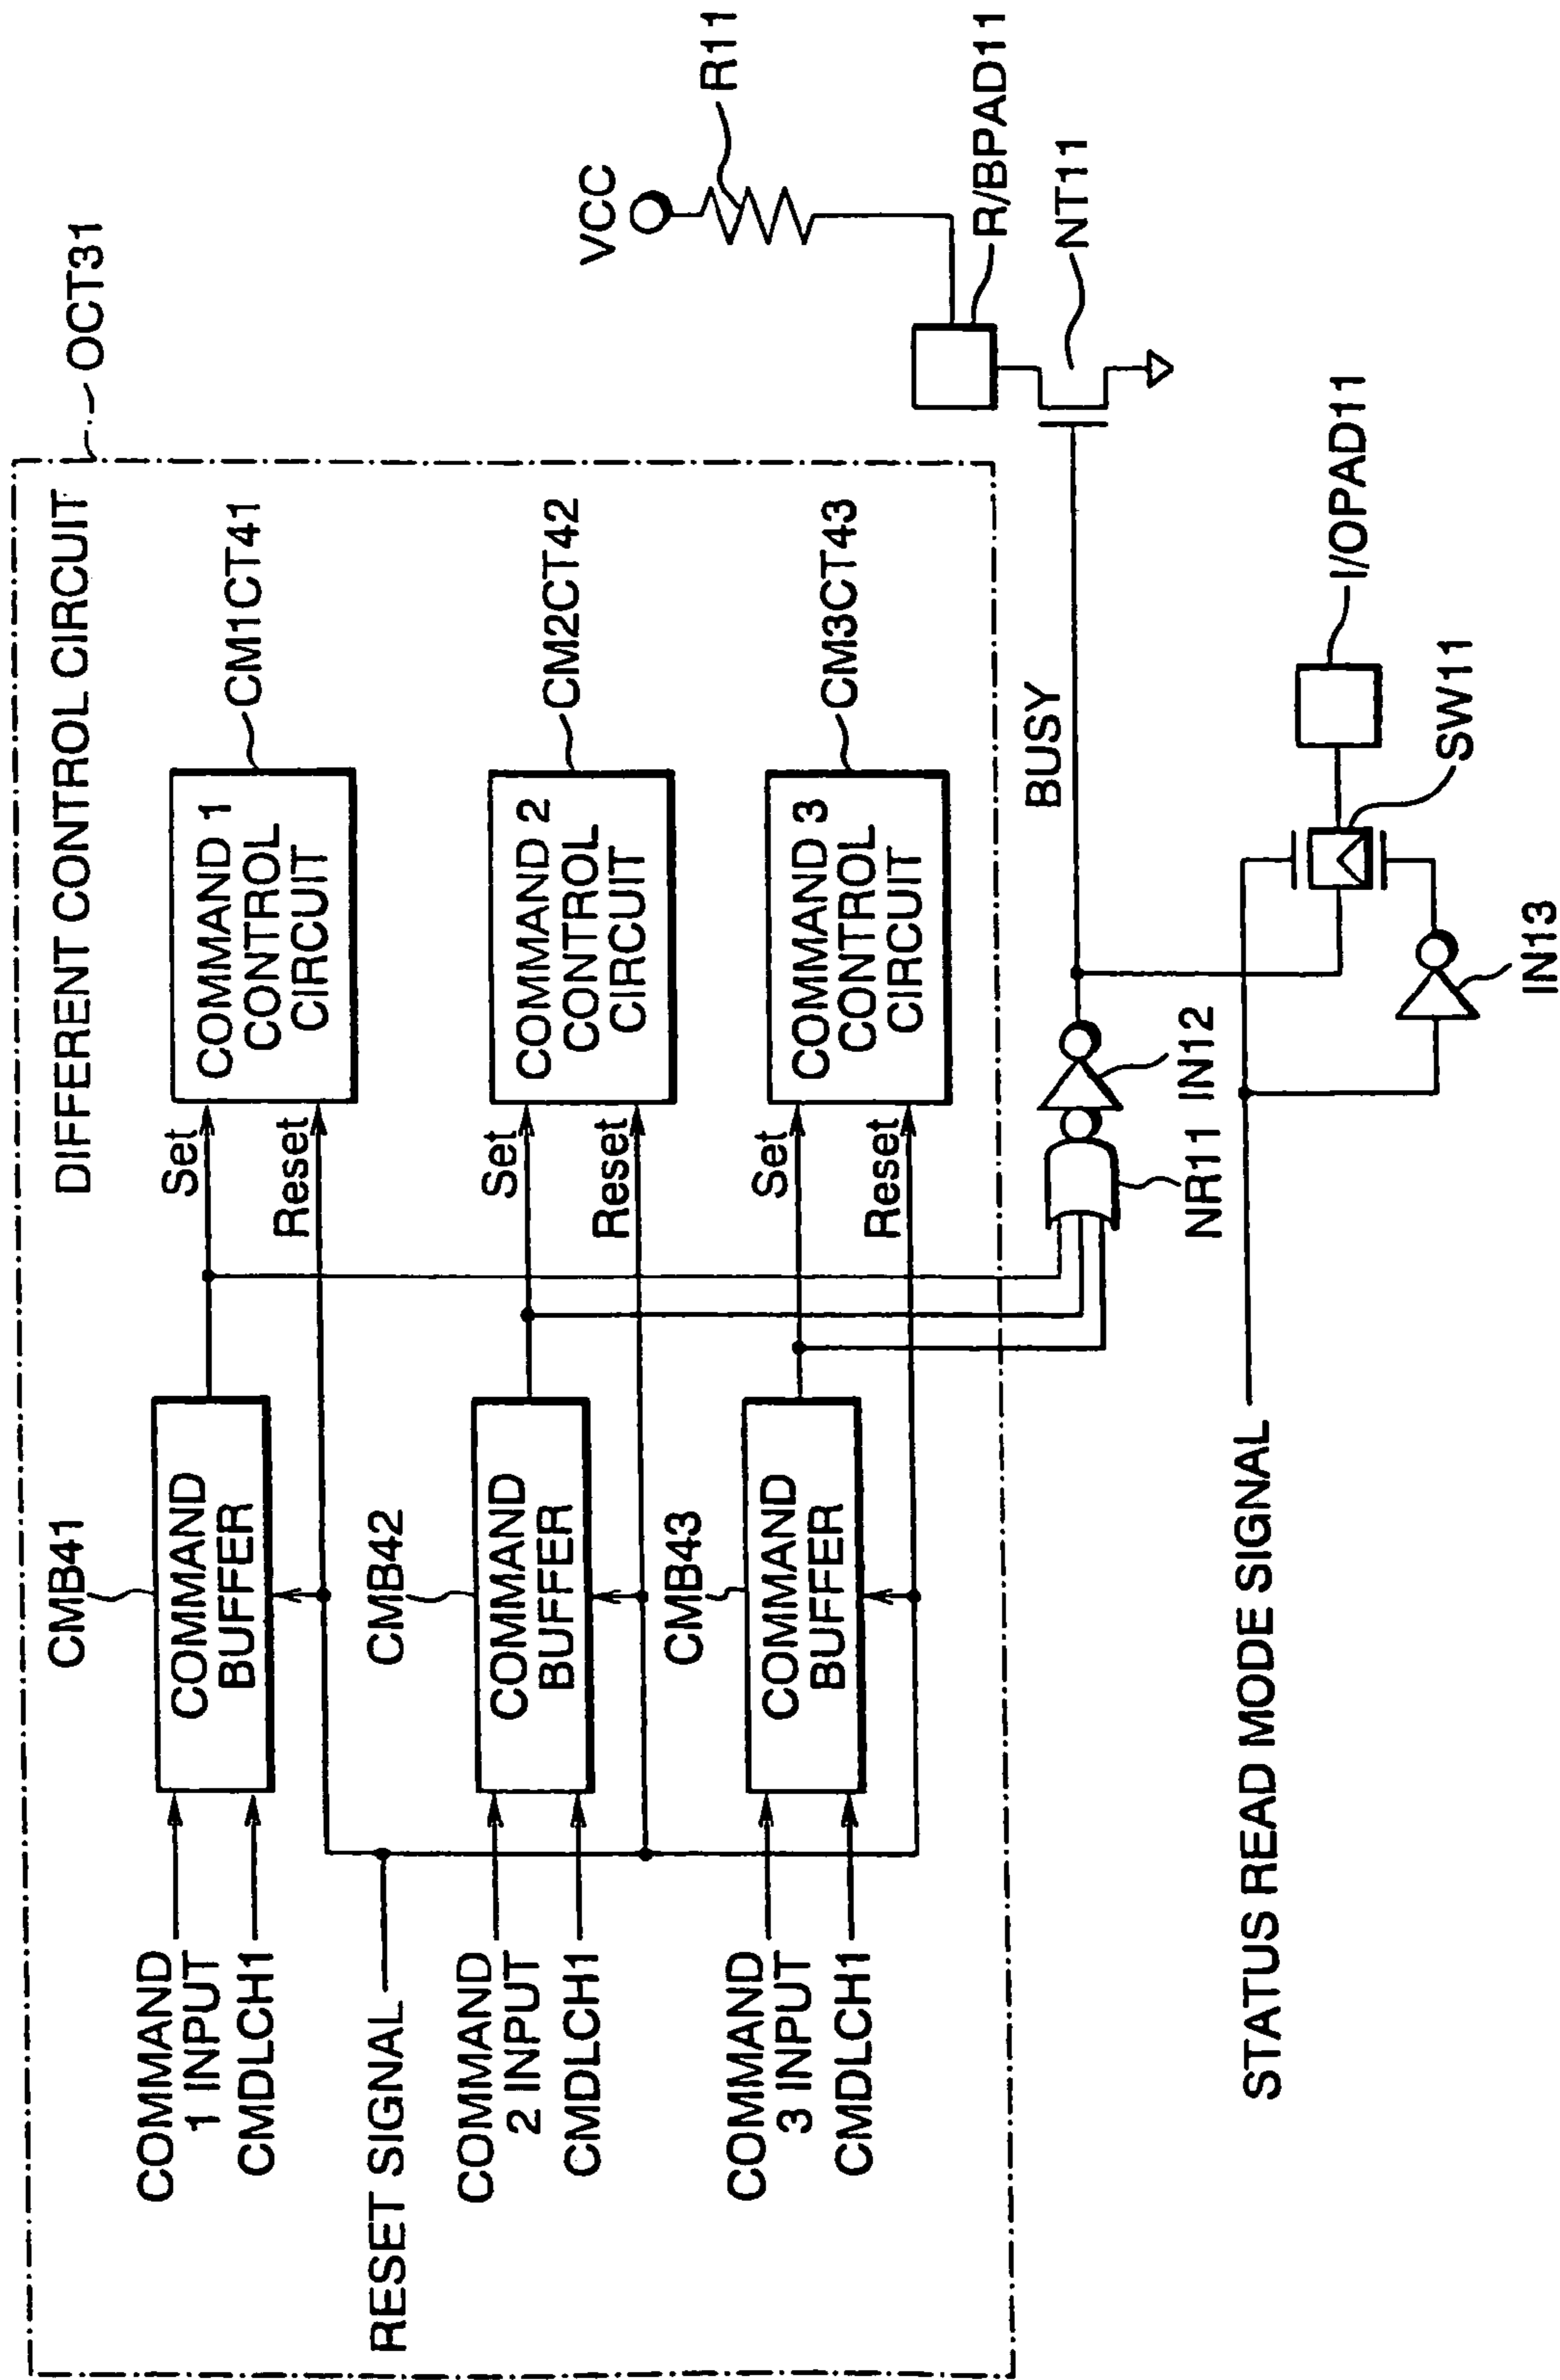 DIFFERENT CONTROL CIRCUIT
OCT31
CMB41
COMMAND
1 INPUT
CMDLCH1
COMMAND
BUFFER
Set
Reset
COMMAND 1
CONTROL
CIRCUIT
CM1CT41
RESET SIGNAL
CMB42
COMMAND
2 INPUT
CMDLCH1
COMMAND
BUFFER
Set
Reset
COMMAND 2
CONTROL
CIRCUIT
CM2CT42
CMB43
COMMAND
3 INPUT
CMDLCH1
COMMAND
BUFFER
Set
Reset
COMMAND 3
CONTROL
CIRCUIT
CM3CT43
VCC
R11
R/BPAD11
NT11
BUSY
NR11
IN12
I/OPAD11
SW11
IN13
STATUS READ MODE SIGNAL